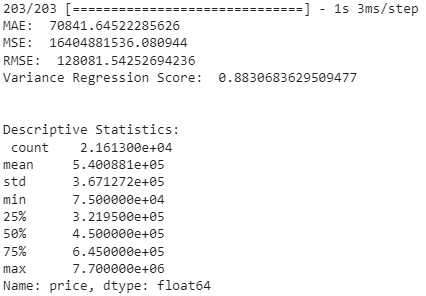 203/203 [==============================] - 1s 3ms/step
MAE:  70841.64522285626
MSE:  16404881536.080944
RMSE:  128081.54252694236
Variance Regression Score:  0.8830683629509477
Descriptive Statistics:
 count    2.161300e+04
mean     5.400881e+05
std      3.671272e+05
min      7.500000e+04
25%      3.219500e+05
50%      4.500000e+05
75%      6.450000e+05
max      7.700000e+06
Name: price, dtype: float64